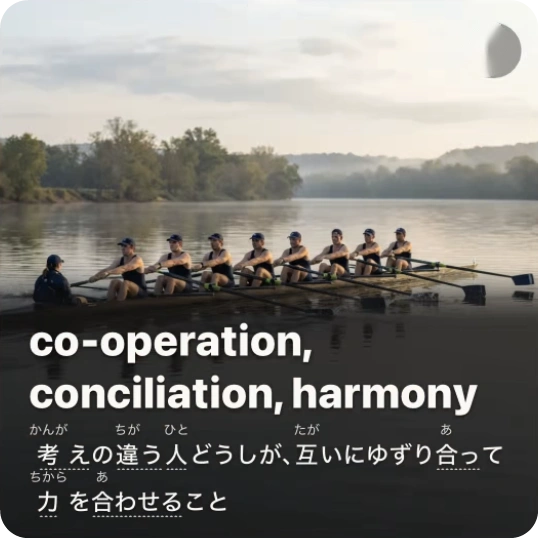 co-operation,
conciliation, harmony
かんが ちが ひと たが あ
考えの違う人どうしが、互いにゆずり合って
ちから あ
力を合わせること